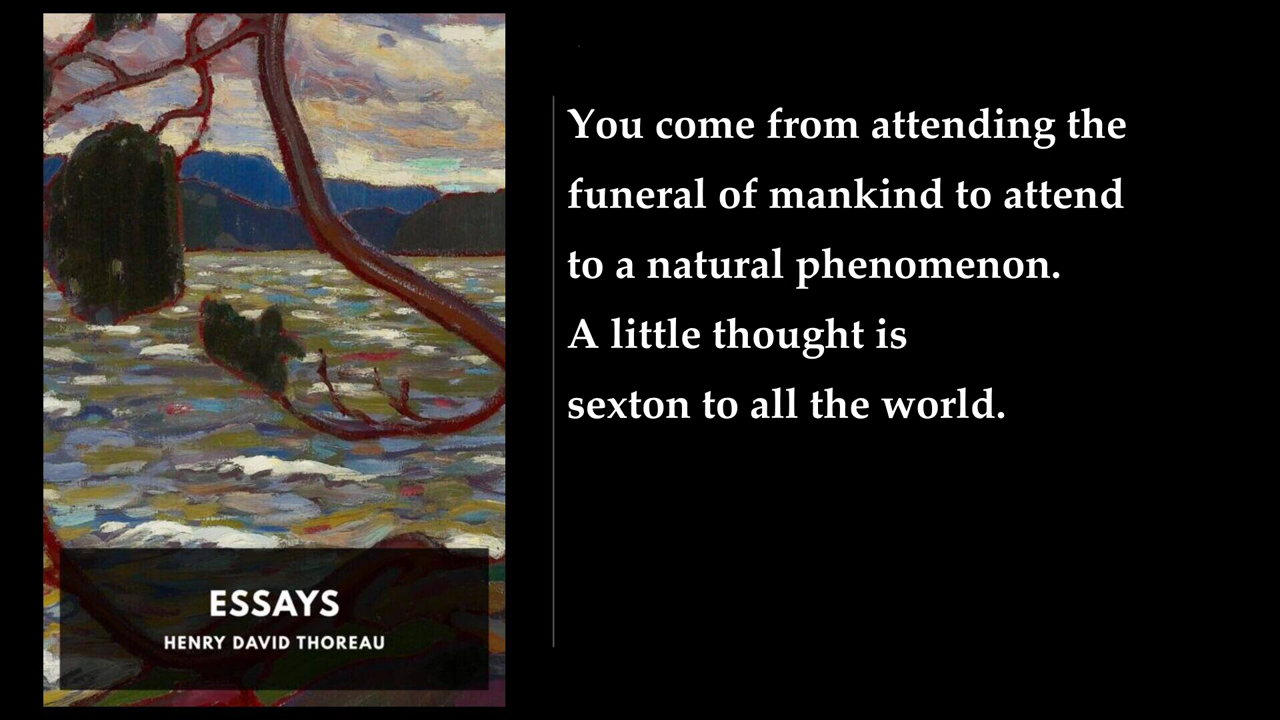 ESSAYS
HENRY DAVID THOREAU
You come from attending the
funeral of mankind to attend
to a natural phenomenon.
A little thought is
sexton to all the world.